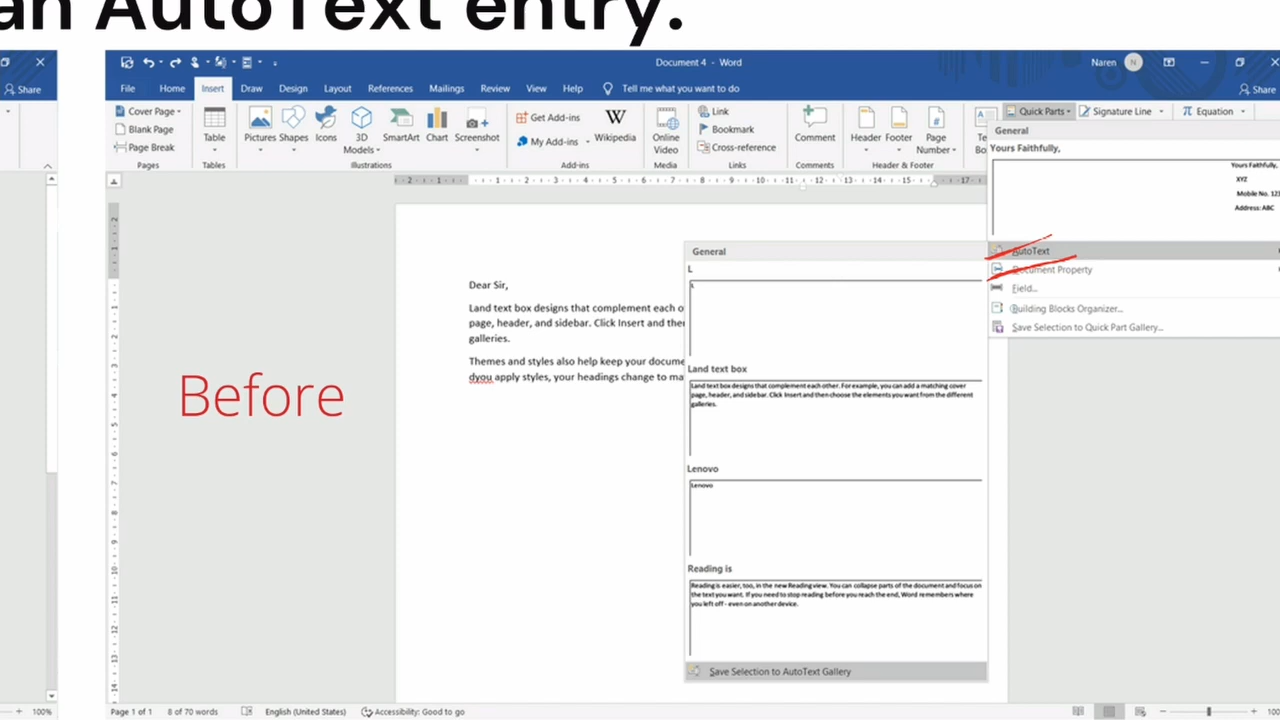 an AutoText entry.
Share
Document 4 - Word
Naren N
File Home Insert Draw Design Layout References Mailings Review View Help Tell me what you want to do
Share
Cover Page
Blank Page
Page Break
Pages
Table
Tables
Pictures Shapes Icons 3D Models SmartArt Chart Screenshot
Illustrations
Get Add-ins
My Add-ins
W
Wikipedia
Add-ins
Online Video
Media
Link
Bookmark
Cross-reference
Links
Comment
Comments
Header Footer Page Number
Header & Footer
Quick Parts
Signature Line
Equation
General
Yours Faithfully,
Yours Faithfully,
XYZ
Mobile No. 123
Address: ABC
AutoText
Document Property
Field...
Building Blocks Organizer...
Save Selection to Quick Part Gallery...
Before
Dear Sir,
Land text box designs that complement each
page, header, and sidebar. Click Insert and then
galleries.
Themes and styles also help keep your
dyou apply styles, your headings change to
General
L
L
Land text box
Land text box designs that complement each other. For example, you can add a matching cover
page, header, and sidebar. Click Insert and then choose the elements you want from the different
galleries.
Lenovo
Lenovo
Reading is
Reading is easier, too, in the new Reading view. You can collapse parts of the document and focus on
the text you want. If you need to stop reading before you reach the end, Word remembers where
you left off - even on another device.
Save Selection to AutoText Gallery
100%
Page 1 of 1 8 of 70 words English (United States) Accessibility: Good to go
100